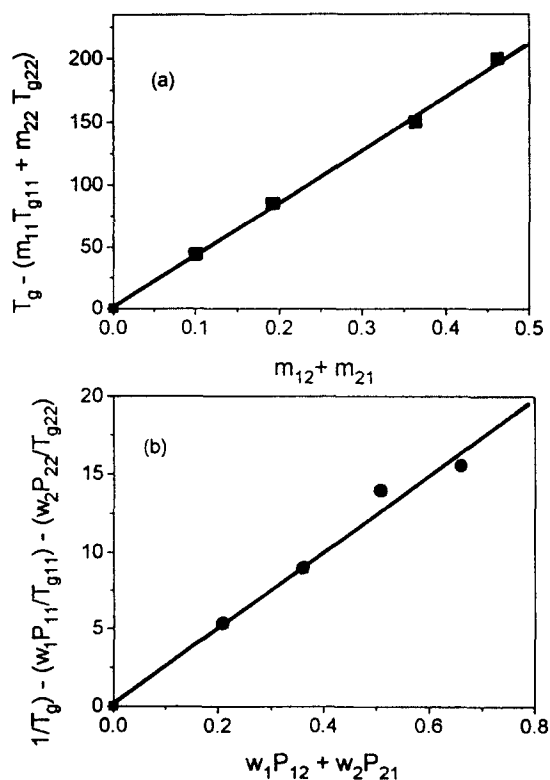 (a)
T_g - (m_11 T_g11 + m_22 T_g22)
200
150
100
50
0
0.0 0.1 0.2 0.3 0.4 0.5
m_12 + m_21
(b)
1/T_g) - (w_1P_11/T_g11) - (w_2P_22/T_g22)
20
15
10
5
0
0.0 0.2 0.4 0.6 0.8
w_1P_12 + w_2P_21